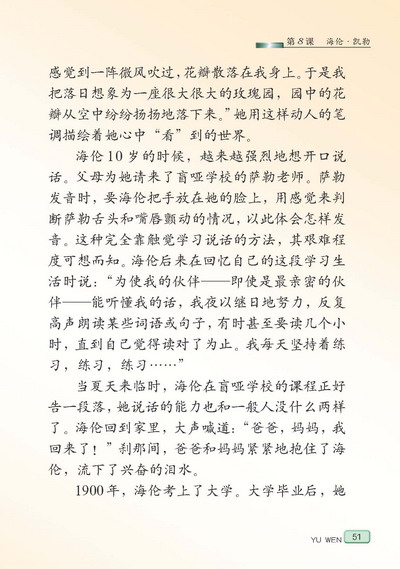 第8课 海伦·凯勒
感觉到一阵微风吹过，花瓣散落在我身上。于是我
把落日想象为一座很大很大的玫瑰园，园中的花
瓣从空中纷纷扬扬地落下来。”她用这样动人的笔
调描绘着她心中“看”到的世界。
海伦10岁的时候，越来越强烈地想开口说
话。父母为她请来了盲哑学校的萨勒老师。萨勒
发音时，要海伦把手放在她的脸上，用感觉来判
断萨勒舌头和嘴唇颤动的情况，以此体会怎样发
音。这种完全靠触觉学习说话的方法，其艰难程
度可想而知。海伦后来在回忆自己的这段学习生
活时说：“为使我的伙伴——即使是最亲密的伙
伴——能听懂我的话，我夜以继日地努力，反复
高声朗读某些词语或句子，有时甚至要读几个小
时，直到自己觉得读对了为止。我每天坚持着练
习，练习，练习……”
当夏天来临时，海伦在盲哑学校的课程正好
告一段落，她说话的能力也和一般人没什么两样
了。海伦回到家里，大声喊道：“爸爸，妈妈，我
回来了！”刹那间，爸爸和妈妈紧紧地抱住了海
伦，流下了兴奋的泪水。
1900年，海伦考上了大学。大学毕业后，她
YU WEN 51